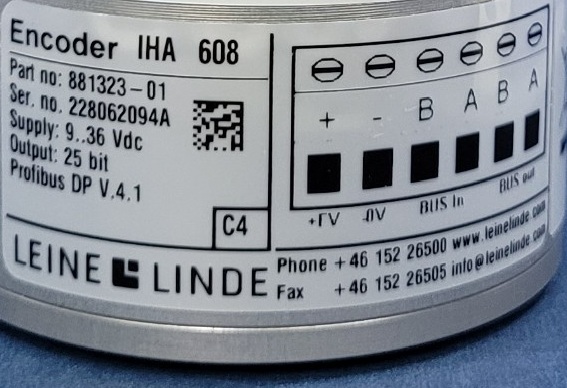 Encoder IHA 608
Part no: 881323-01
Ser. no. 228062094A
Supply: 9..36 Vdc
Output: 25 bit
Profibus DP V.4.1
C4
LEINE LINDE
+ - B A B A
+EV -0V BUS In BUS out
Phone +46 152 26500 www.leinelinde.com
Fax +46 152 26505 info@leinelinde.com